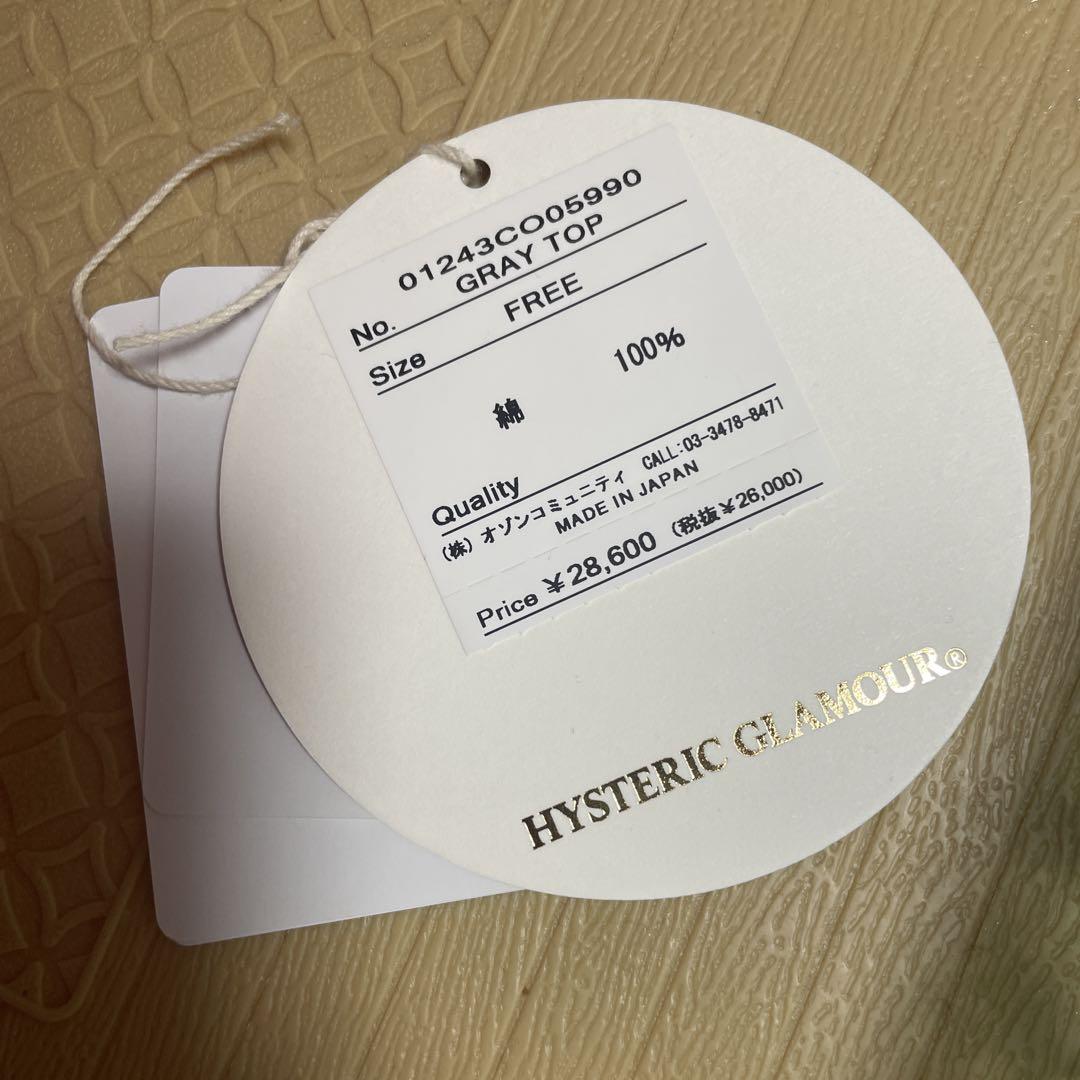 01243CO05990
No. GRAY TOP
Size FREE
綿 100%
Quality
(株) オゾンコミュニティ CALL:03-3478-8471
MADE IN JAPAN
Price ¥28,600 (税抜¥26,000)
HYSTERIC GLAMOUR®